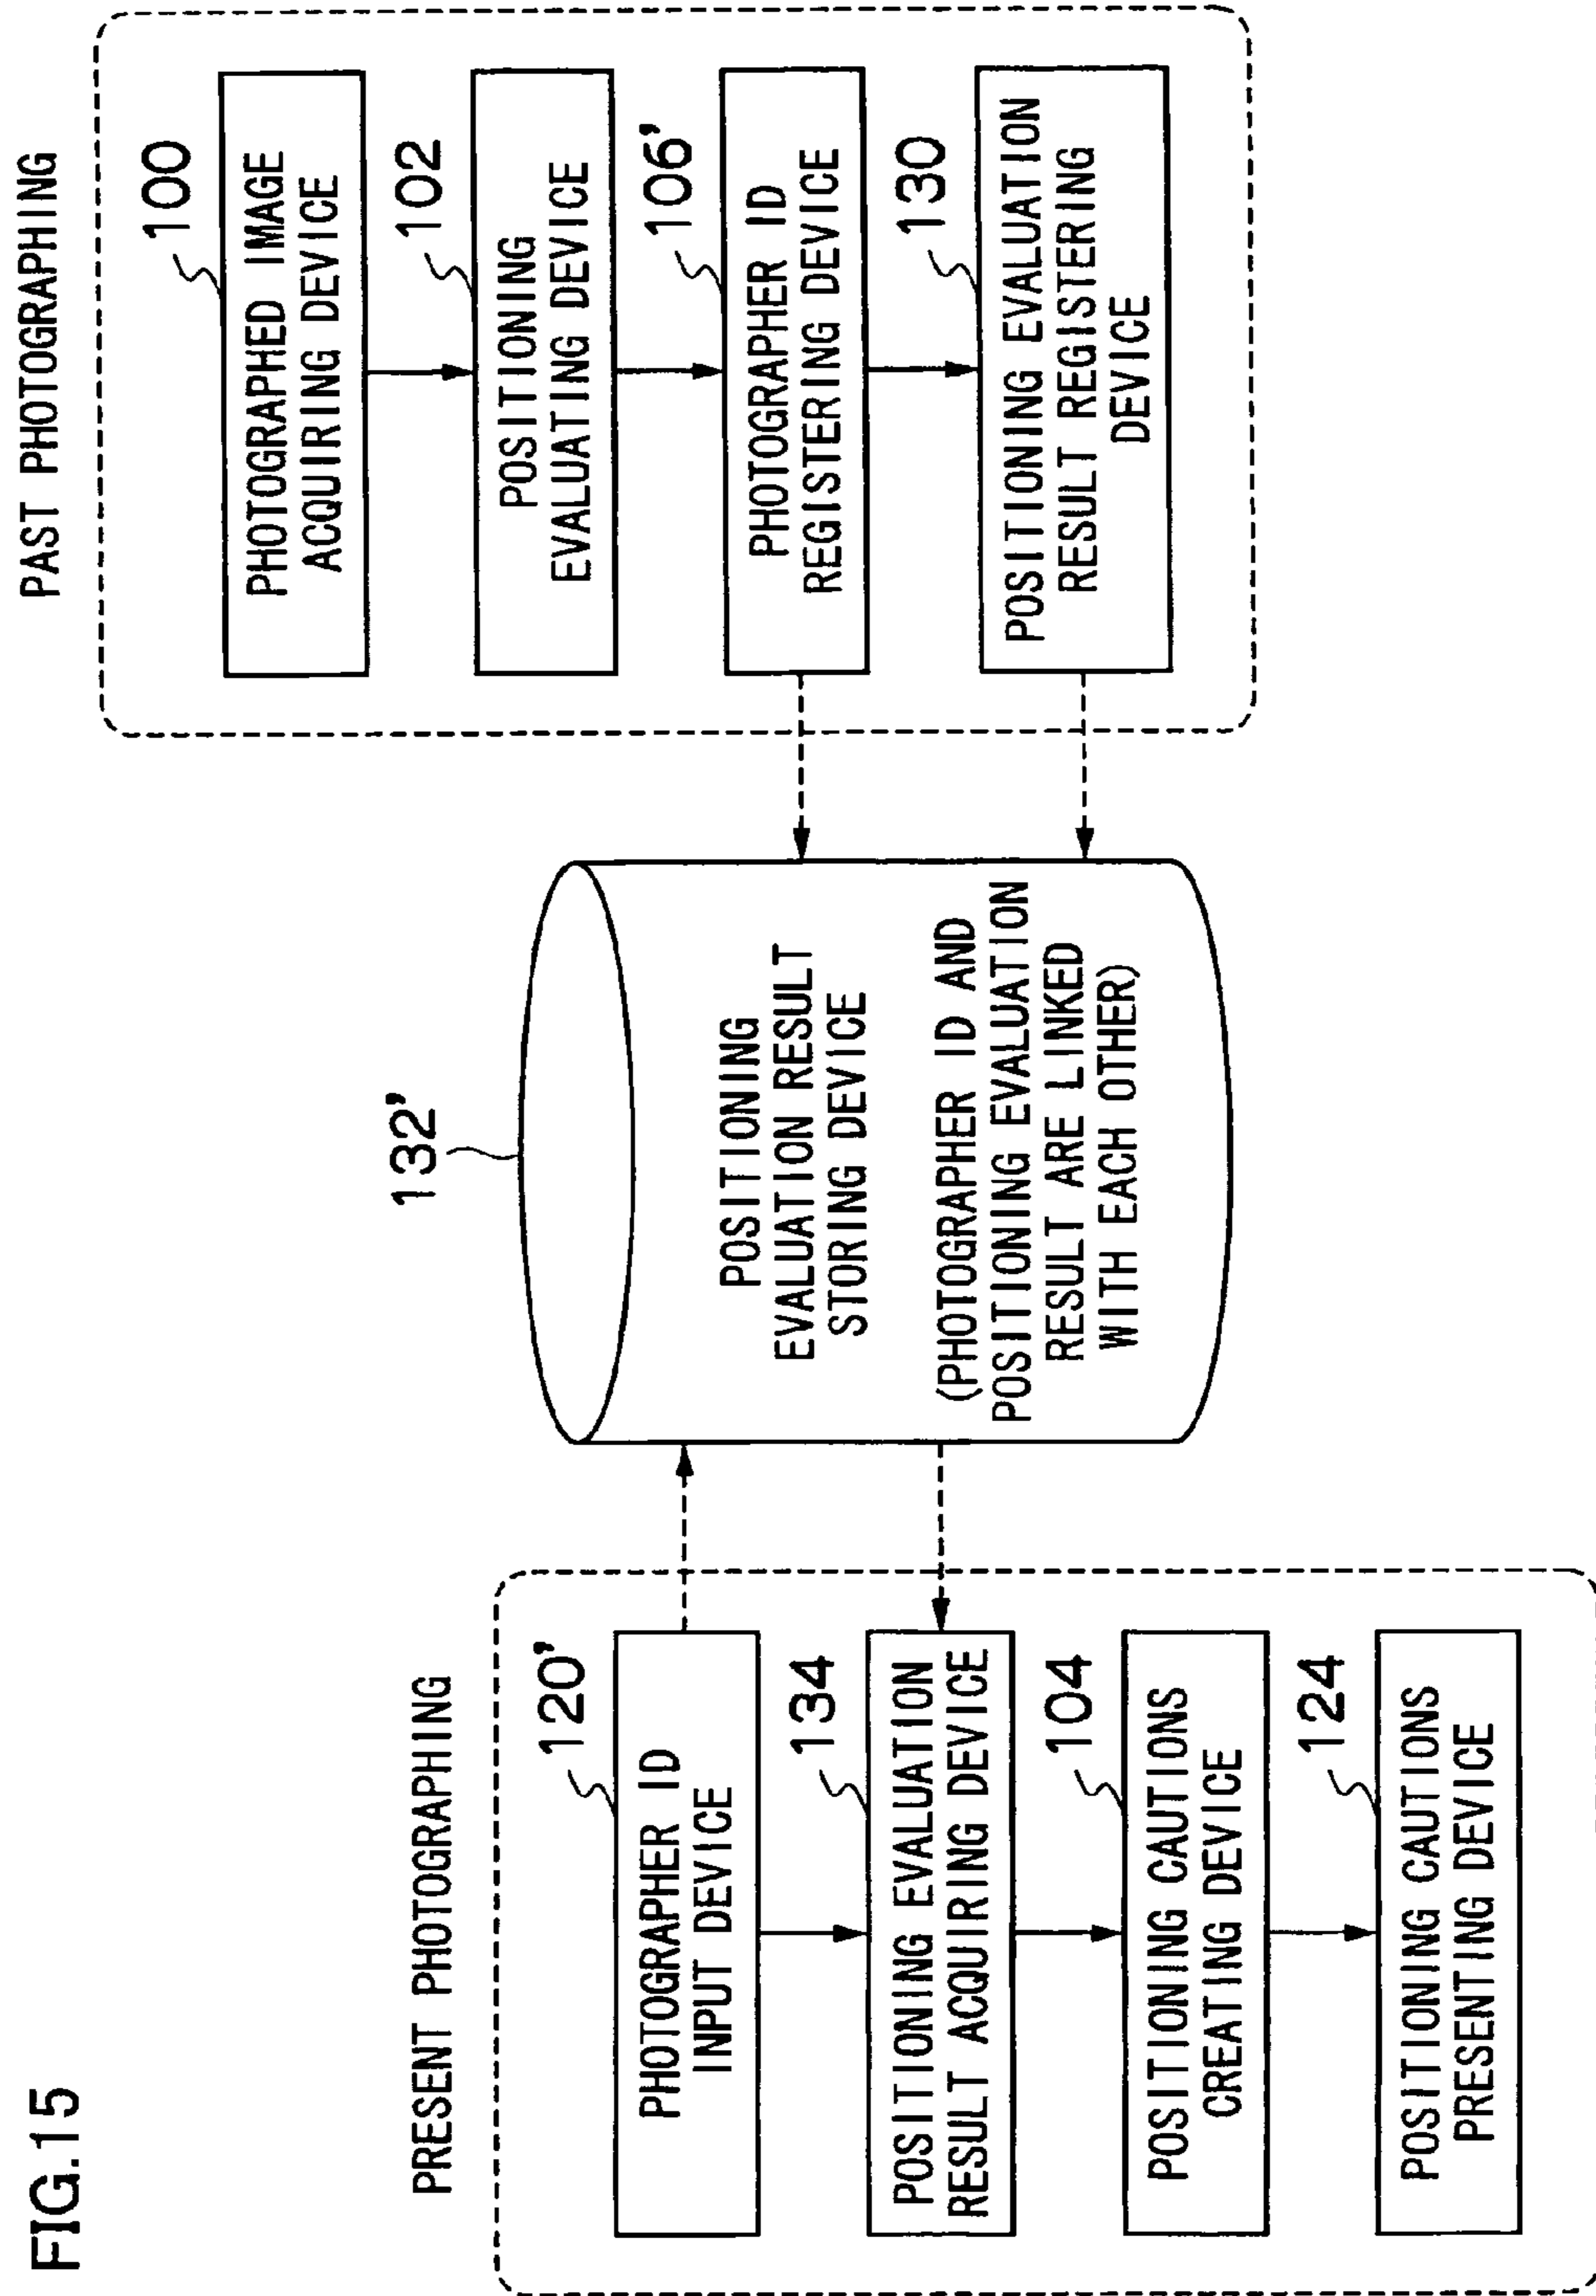 FIG.15
PRESENT PHOTOGRAPHING
120'
PHOTOGRAPHER ID
INPUT DEVICE
134
POSITIONING EVALUATION
RESULT ACQUIRING DEVICE
104
POSITIONING CAUTIONS
CREATING DEVICE
124
POSITIONING CAUTIONS
PRESENTING DEVICE
132'
POSITIONING
EVALUATION RESULT
STORING DEVICE
(PHOTOGRAPHER ID AND
POSITIONING EVALUATION
RESULT ARE LINKED
WITH EACH OTHER)
PAST PHOTOGRAPHING
100
PHOTOGRAPHED IMAGE
ACQUIRING DEVICE
102
POSITIONING
EVALUATING DEVICE
106'
PHOTOGRAPHER ID
REGISTERING DEVICE
130
POSITIONING EVALUATION
RESULT REGISTERING
DEVICE